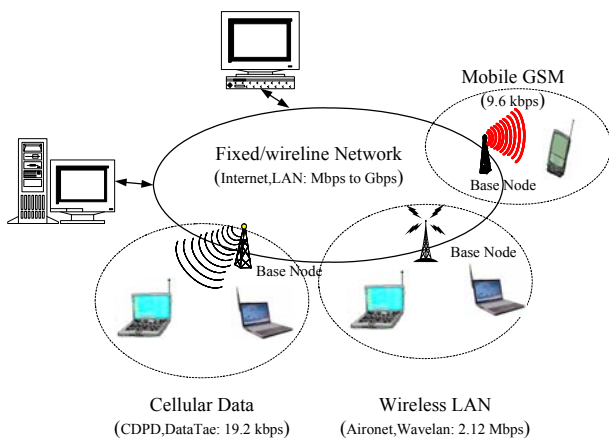 Mobile GSM
(9.6 kbps)
Fixed/wireline Network
(Internet,LAN: Mbps to Gbps)
Base Node
Base Node
Base Node
Cellular Data
(CDPD,DataTae: 19.2 kbps)
Wireless LAN
(Aironet,Wavelan: 2.12 Mbps)